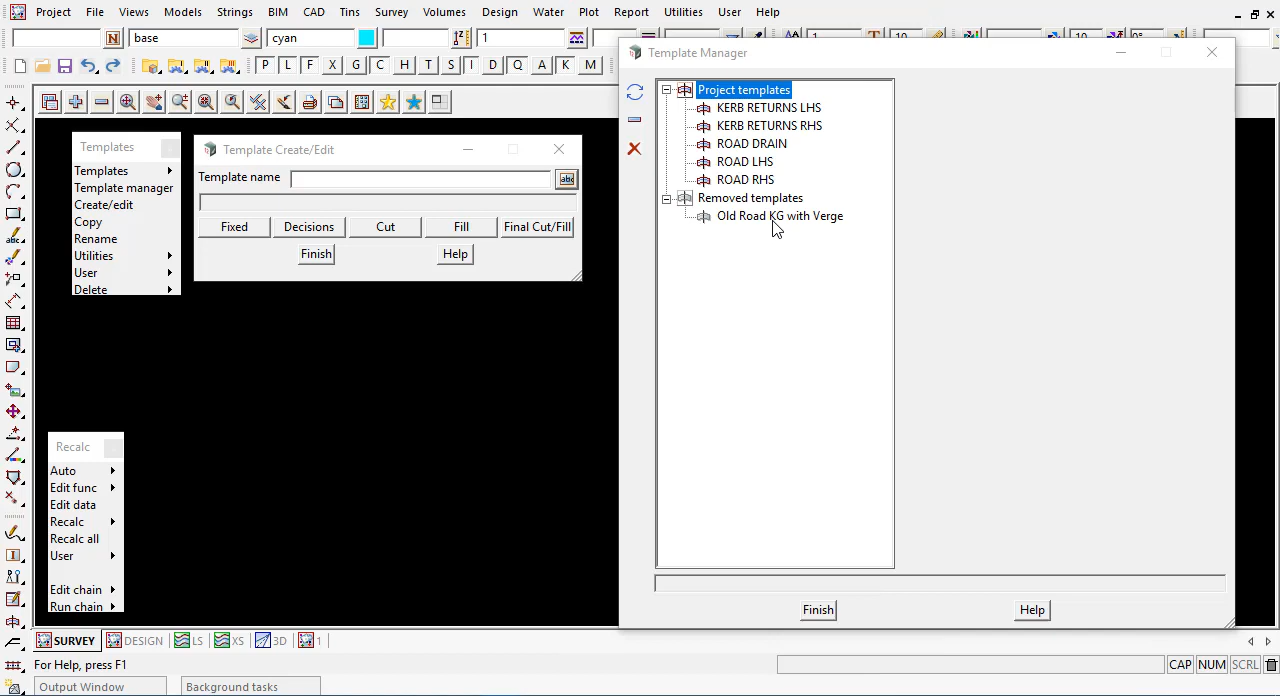 Project File Views Models Strings BIM CAD Tins Survey Volumes Design Water Plot Report Utilities User Help
N base cyan 1
P L F X G C H T S I D Q A K M
Templates
Templates
Template manager
Create/edit
Copy
Rename
Utilities
User
Delete
Template Create/Edit
Template name abc
Fixed Decisions Cut Fill Final Cut/Fill
Finish Help
Template Manager
Project templates
KERB RETURNS LHS
KERB RETURNS RHS
ROAD DRAIN
ROAD LHS
ROAD RHS
Removed templates
Old Road KG with Verge
Finish Help
Recalc
Auto
Edit func
Edit data
Recalc
Recalc all
User
Edit chain
Run chain
SURVEY DESIGN LS XS 3D 1
For Help, press F1 CAP NUM SCRL
Output Window Background tasks